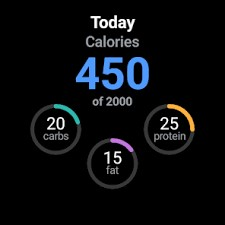 Today
Calories
450
of 2000
20
carbs
25
protein
15
fat